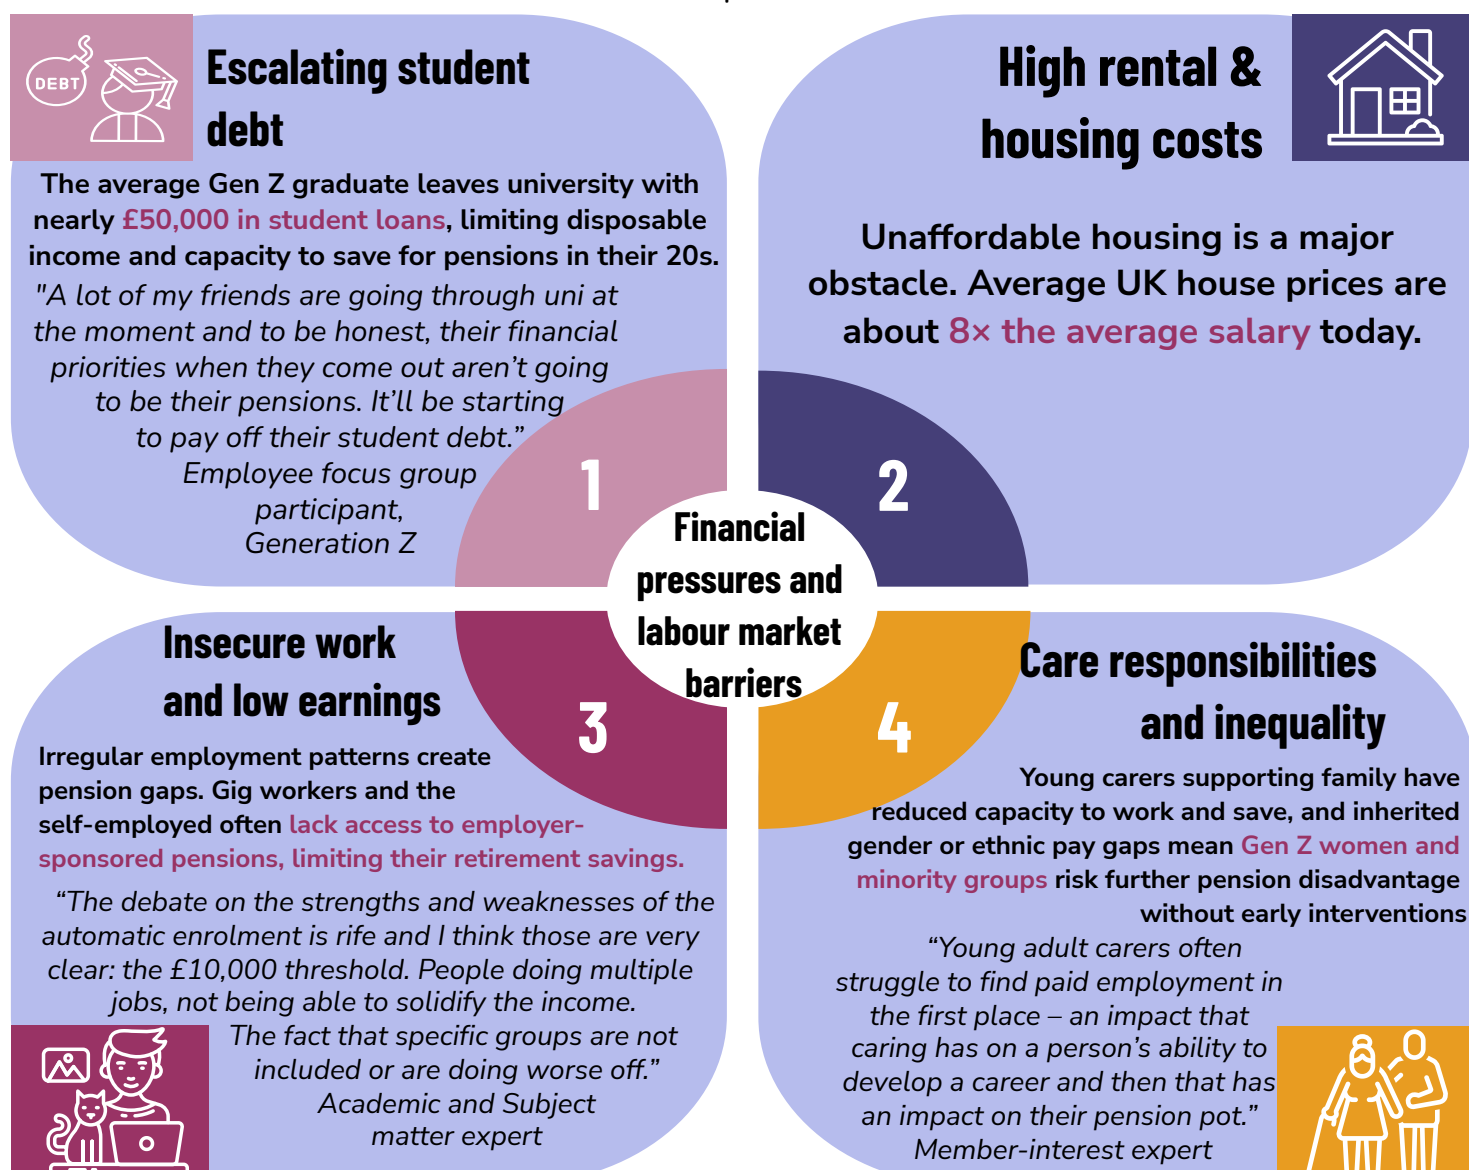 DEBT
Escalating student
debt
The average Gen Z graduate leaves university with
nearly £50,000 in student loans, limiting disposable
income and capacity to save for pensions in their 20s.
"A lot of my friends are going through uni at
the moment and to be honest, their financial
priorities when they come out aren’t going
to be their pensions. It’ll be starting
to pay off their student debt.”
Employee focus group
participant,
Generation Z
1
High rental &
housing costs
Unaffordable housing is a major
obstacle. Average UK house prices are
about 8× the average salary today.
2
Financial
pressures and
labour market
barriers
Insecure work
and low earnings
3
Irregular employment patterns create
pension gaps. Gig workers and the
self-employed often lack access to employer-
sponsored pensions, limiting their retirement savings.
“The debate on the strengths and weaknesses of the
automatic enrolment is rife and I think those are very
clear: the £10,000 threshold. People doing multiple
jobs, not being able to solidify the income.
The fact that specific groups are not
included or are doing worse off.”
Academic and Subject
matter expert
4
Care responsibilities
and inequality
Young carers supporting family have
reduced capacity to work and save, and inherited
gender or ethnic pay gaps mean Gen Z women and
minority groups risk further pension disadvantage
without early interventions
“Young adult carers often
struggle to find paid employment in
the first place – an impact that
caring has on a person’s ability to
develop a career and then that has
an impact on their pension pot.”
Member-interest expert